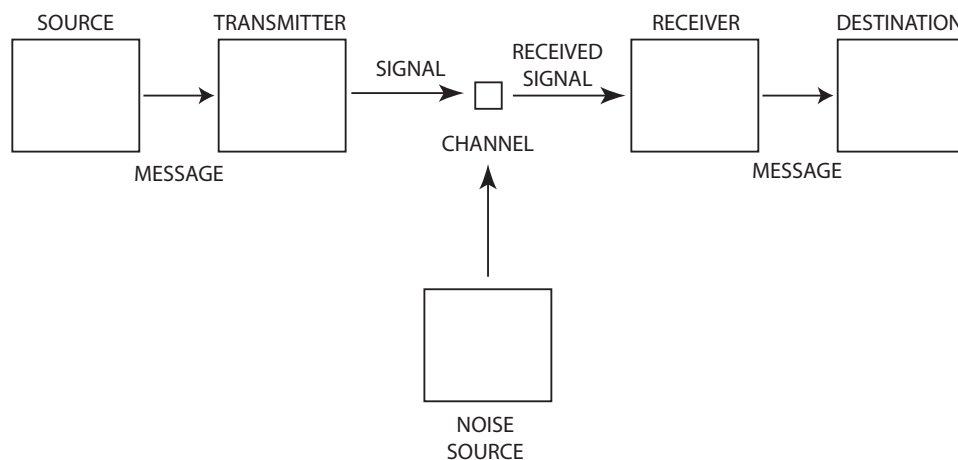 SOURCE
TRANSMITTER
SIGNAL
RECEIVED
SIGNAL
RECEIVER
DESTINATION
CHANNEL
MESSAGE
MESSAGE
NOISE
SOURCE